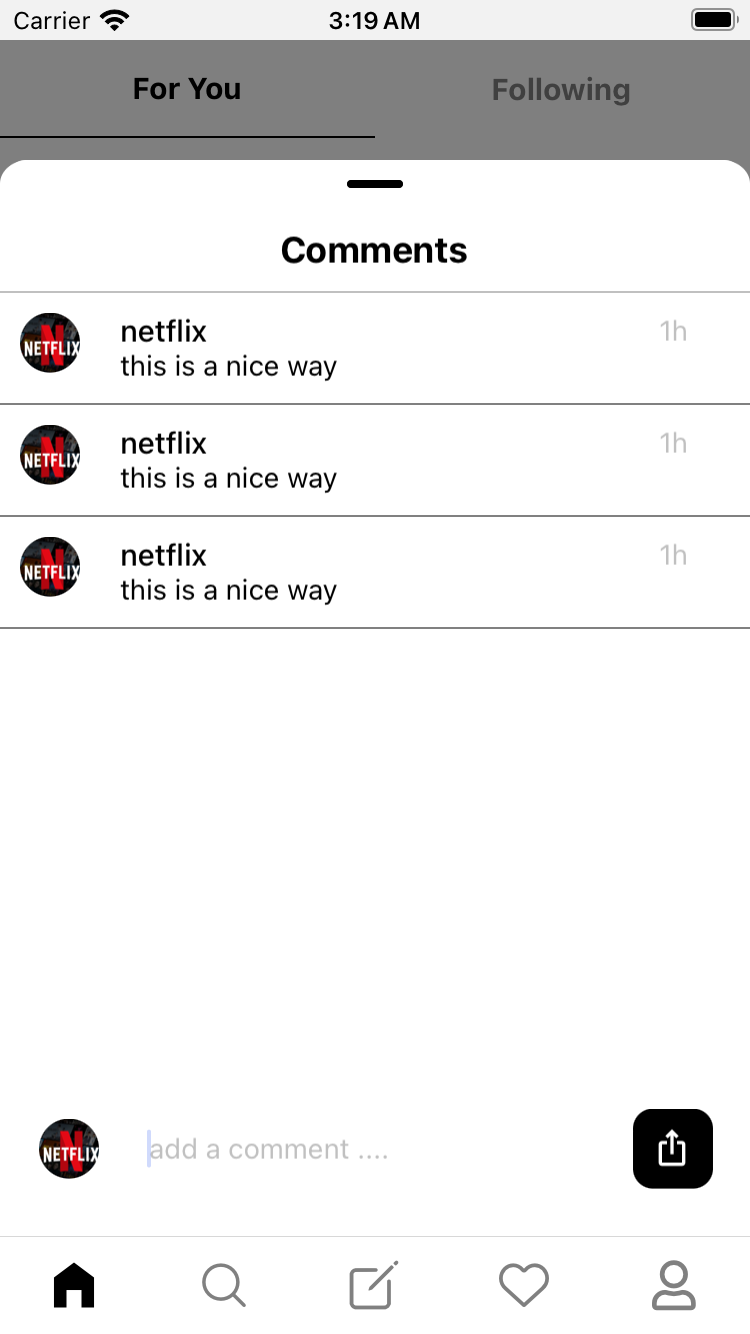 Carrier 3:19 AM
For You Following
Comments
NETFLIX netflix 1h
this is a nice way
NETFLIX netflix 1h
this is a nice way
NETFLIX netflix 1h
this is a nice way
NETFLIX add a comment ....